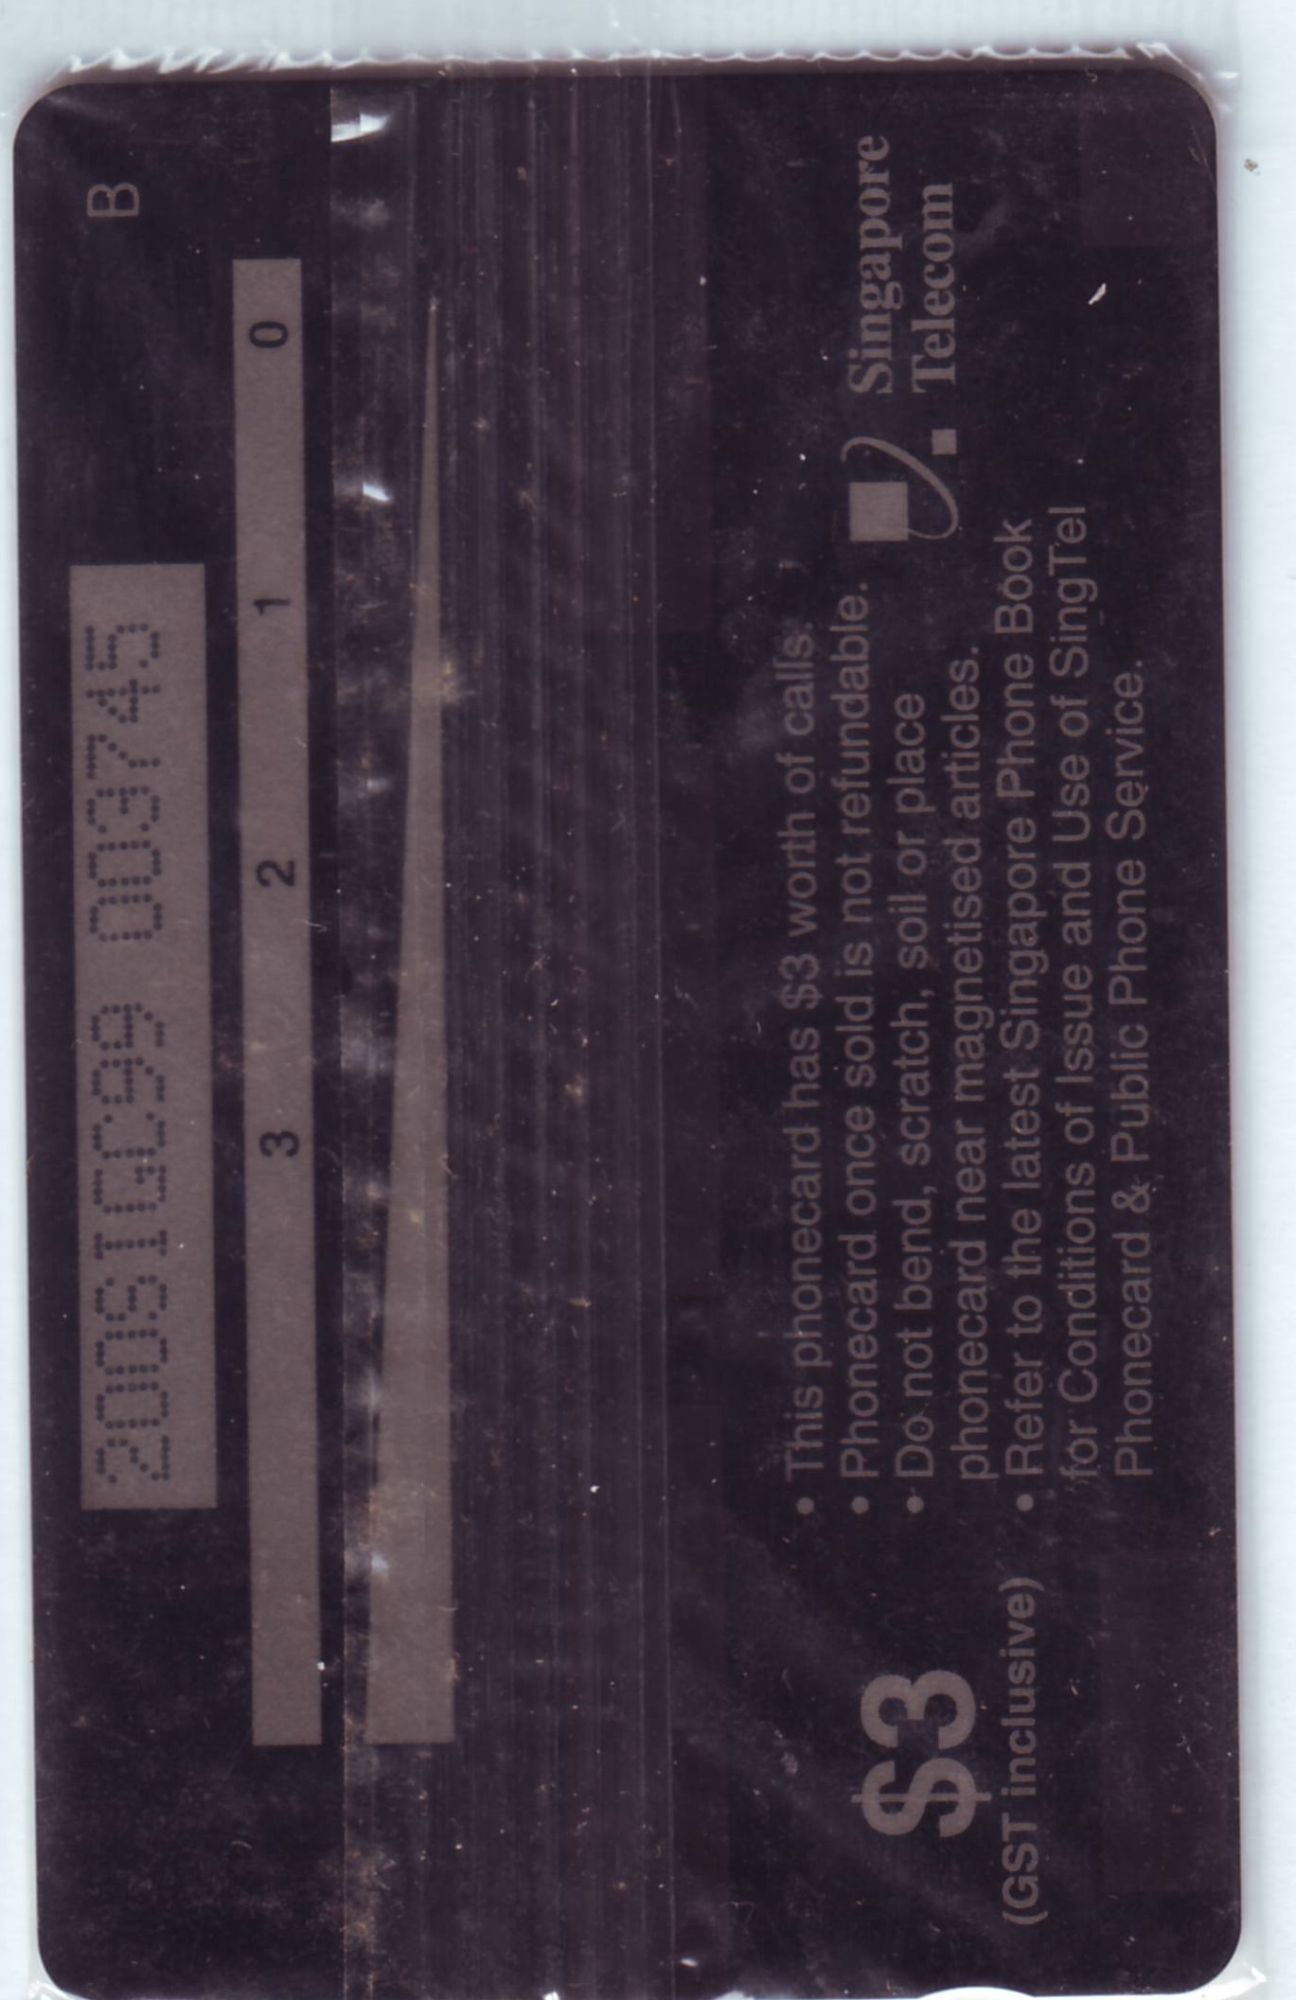 B
200SIGC99 003745
3 2 1 0
• This phonecard has $3 worth of calls.
• Phonecard once sold is not refundable.
• Do not bend, scratch, soil or place
phonecard near magnetised articles.
• Refer to the latest Singapore Phone Book
for Conditions of Issue and Use of SingTel
Phonecard & Public Phone Service.
$3
(GST inclusive)
Singapore
Telecom